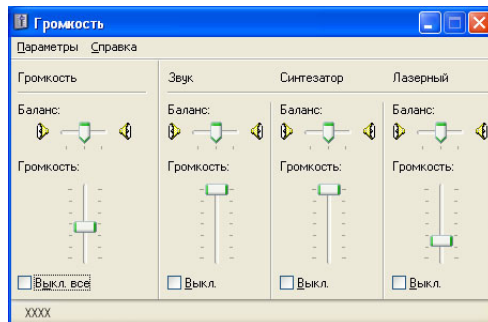 Громкость
Параметры Справка
Громкость Звук Синтезатор Лазерный
Баланс: Баланс: Баланс: Баланс:
Громкость: Громкость: Громкость: Громкость:
Выкл. все Выкл. Выкл. Выкл.
XXXX